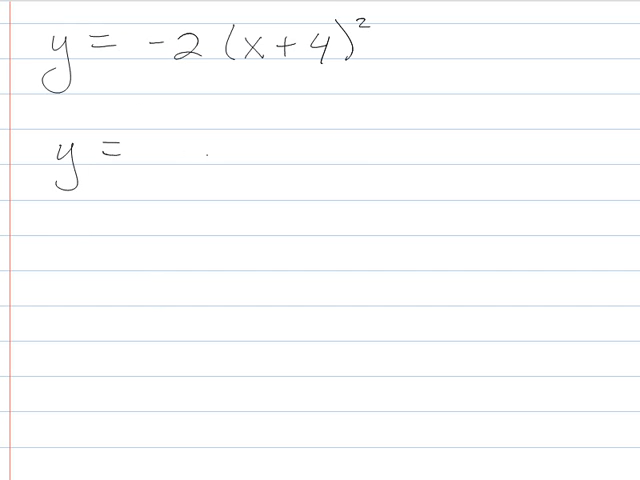 y = -2 (x + 4)²
y =